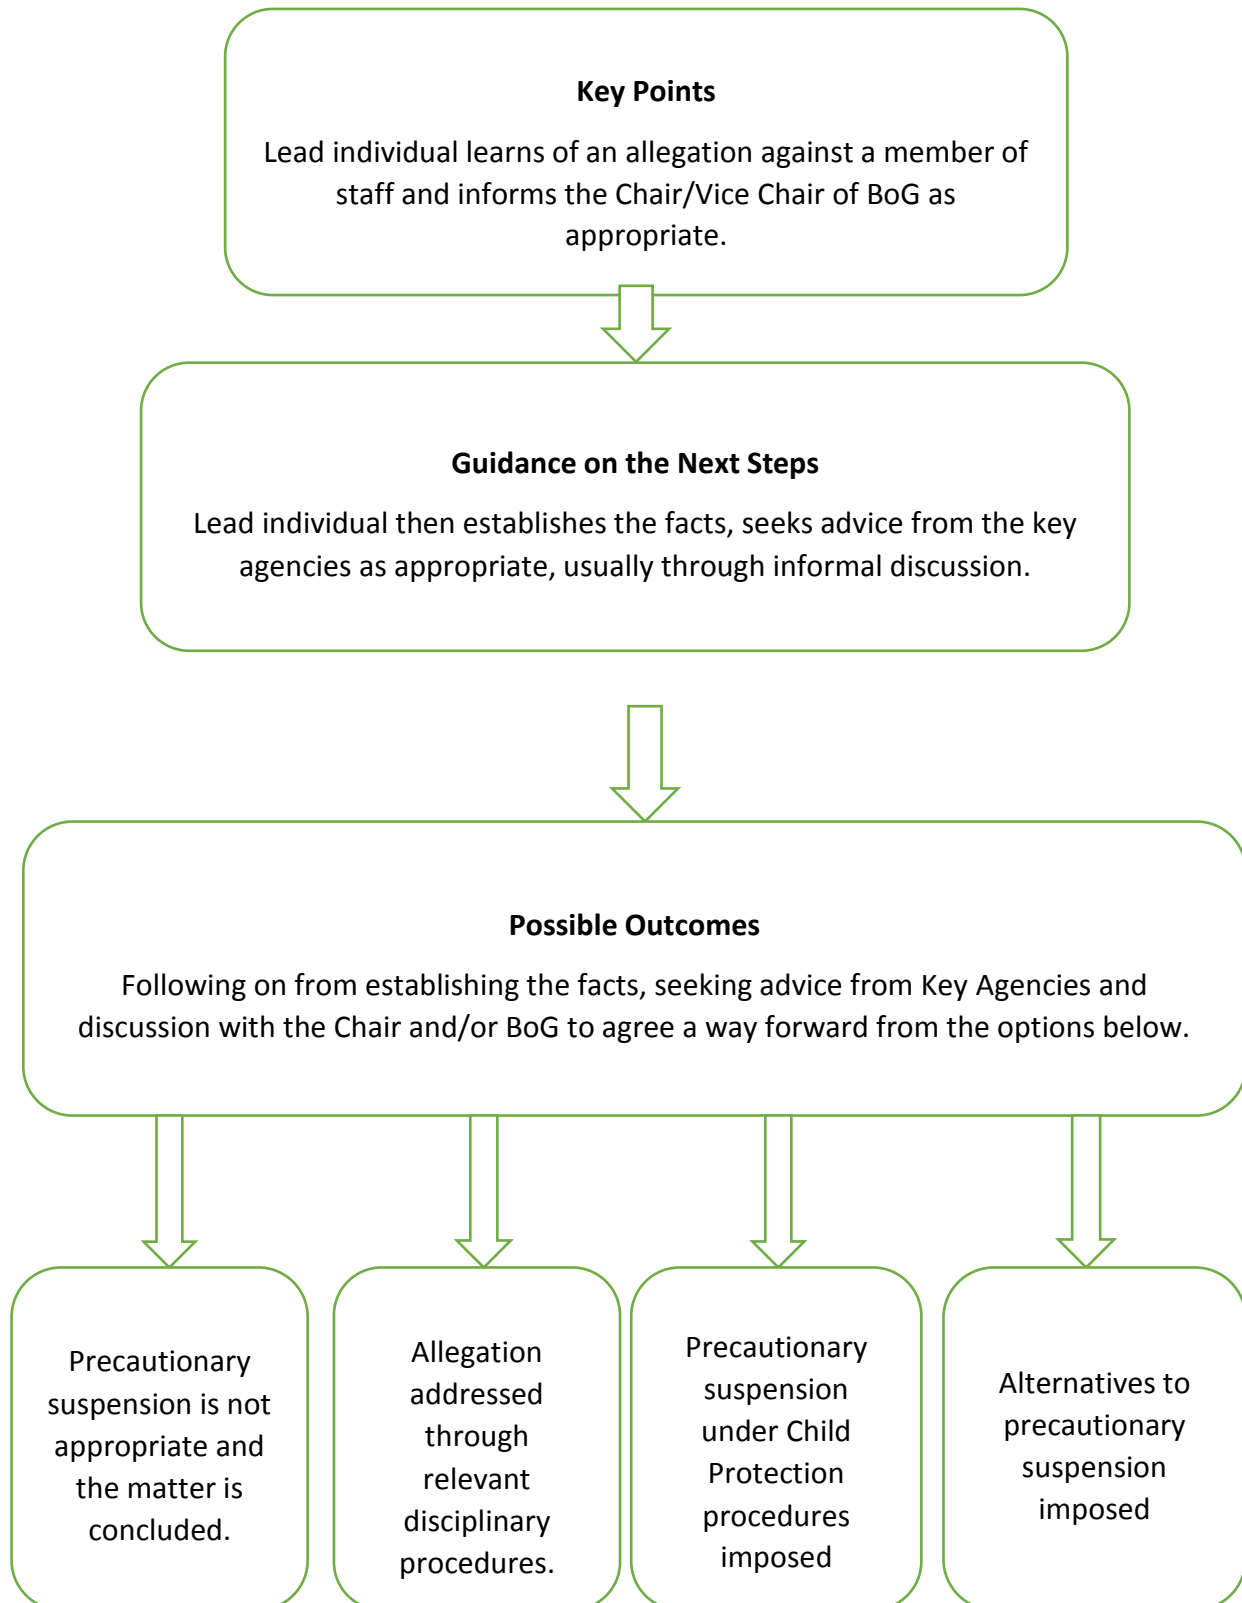 Key Points
Lead individual learns of an allegation against a member of
staff and informs the Chair/Vice Chair of BoG as
appropriate.
Guidance on the Next Steps
Lead individual then establishes the facts, seeks advice from the key
agencies as appropriate, usually through informal discussion.
Possible Outcomes
Following on from establishing the facts, seeking advice from Key Agencies and
discussion with the Chair and/or BoG to agree a way forward from the options below.
Precautionary
suspension is not
appropriate and
the matter is
concluded.
Allegation
addressed
through
relevant
disciplinary
procedures.
Precautionary
suspension
under Child
Protection
procedures
imposed
Alternatives to
precautionary
suspension
imposed